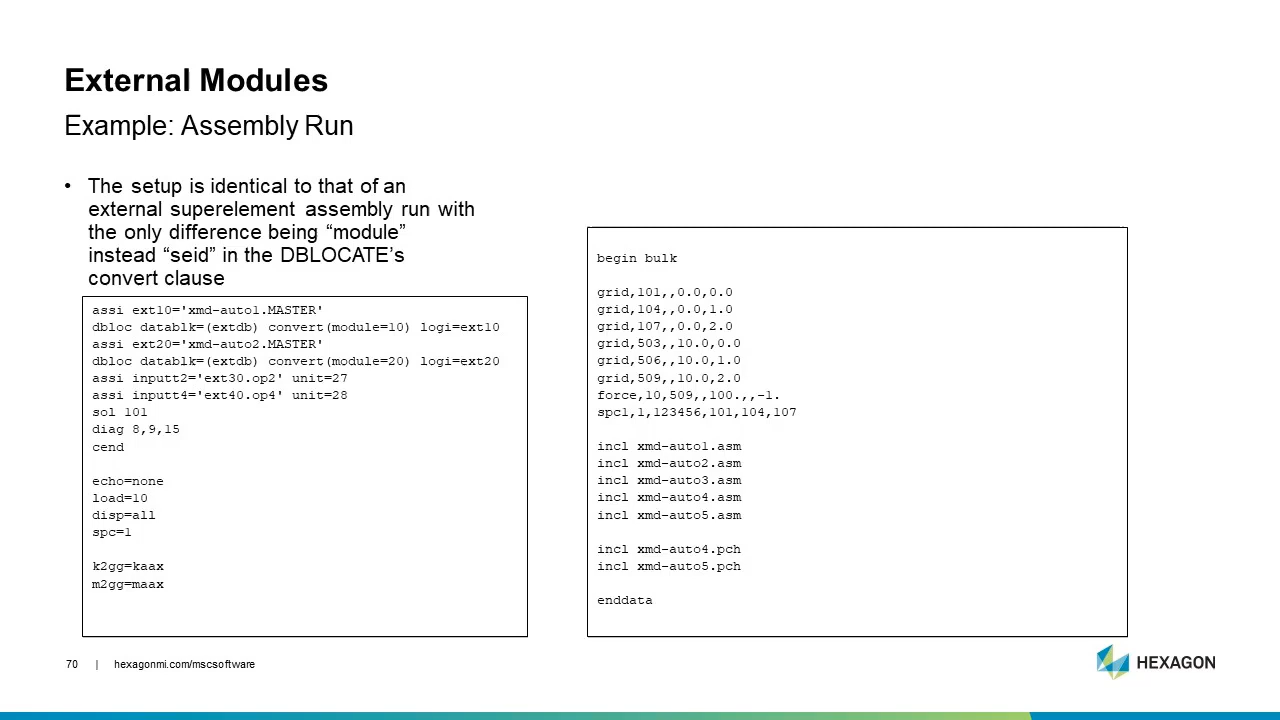 External Modules
Example: Assembly Run
• The setup is identical to that of an
external superelement assembly run with
the only difference being “module”
instead “seid” in the DBLOCATE’s
convert clause
assi ext10='xmd-auto1.MASTER'
dbloc datablk=(extdb) convert(module=10) logi=ext10
assi ext20='xmd-auto2.MASTER'
dbloc datablk=(extdb) convert(module=20) logi=ext20
assi inputt2='ext30.op2' unit=27
assi inputt4='ext40.op4' unit=28
sol 101
diag 8,9,15
cend
echo=none
load=10
disp=all
spc=1
k2gg=kaax
m2gg=maax
begin bulk
grid,101,,0.0,0.0
grid,104,,0.0,1.0
grid,107,,0.0,2.0
grid,503,,10.0,0.0
grid,506,,10.0,1.0
grid,509,,10.0,2.0
force,10,509,,100.,,-1.
spc1,1,123456,101,104,107
incl xmd-auto1.asm
incl xmd-auto2.asm
incl xmd-auto3.asm
incl xmd-auto4.asm
incl xmd-auto5.asm
incl xmd-auto4.pch
incl xmd-auto5.pch
enddata
70 | hexagonmi.com/mscsoftware
HEXAGON